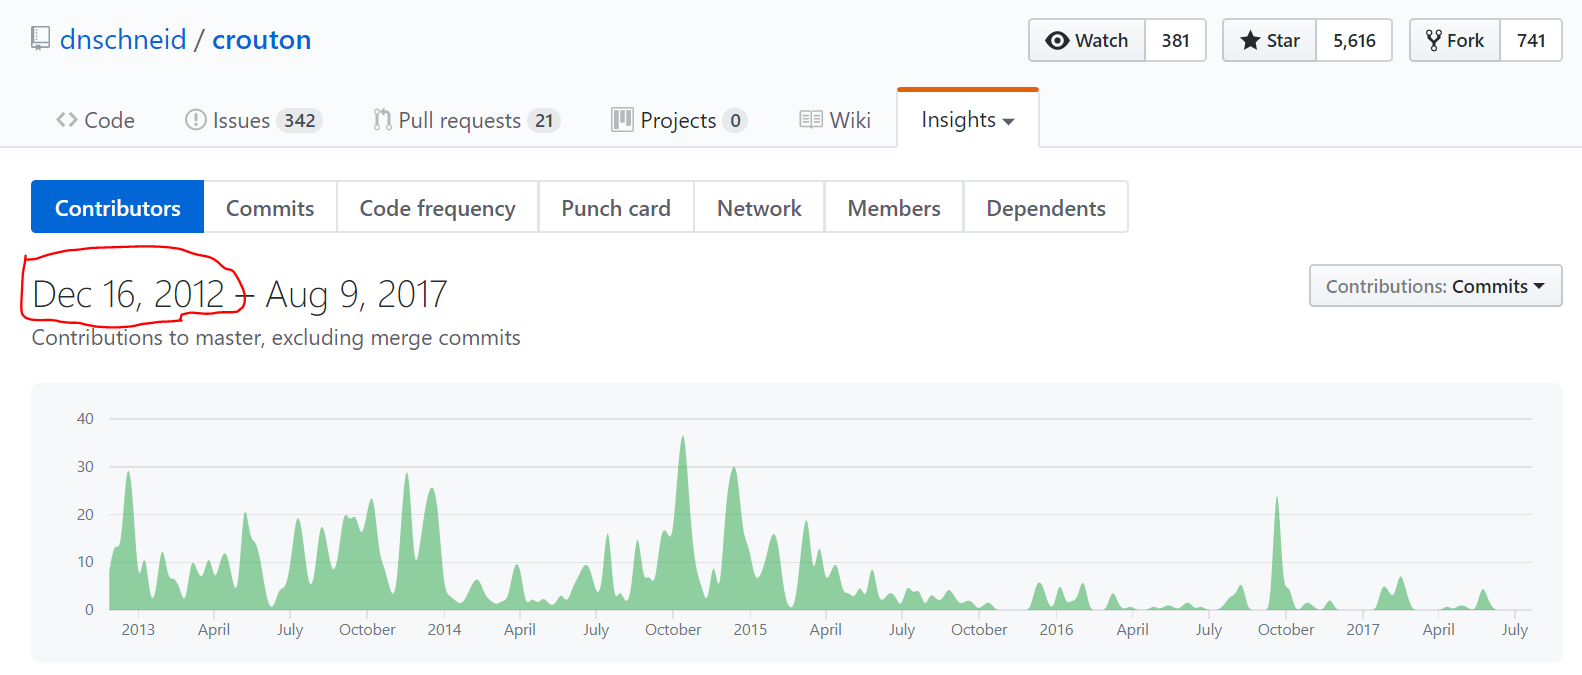 dnschneid / crouton
Watch 381 Star 5,616 Fork 741
Code Issues 342 Pull requests 21 Projects 0 Wiki Insights
Contributors Commits Code frequency Punch card Network Members Dependents
Dec 16, 2012 – Aug 9, 2017
Contributions: Commits
Contributions to master, excluding merge commits
40
30
20
10
0
2013 April July October 2014 April July October 2015 April July October 2016 April July October 2017 April July